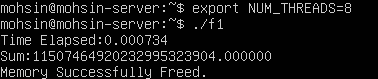 mohsin@mohsin-server:~$ export NUM_THREADS=8
mohsin@mohsin-server:~$ ./f1
Time Elapsed:0.000734
Sum:11507464920232995323904.000000
Memory Successfully Freed.